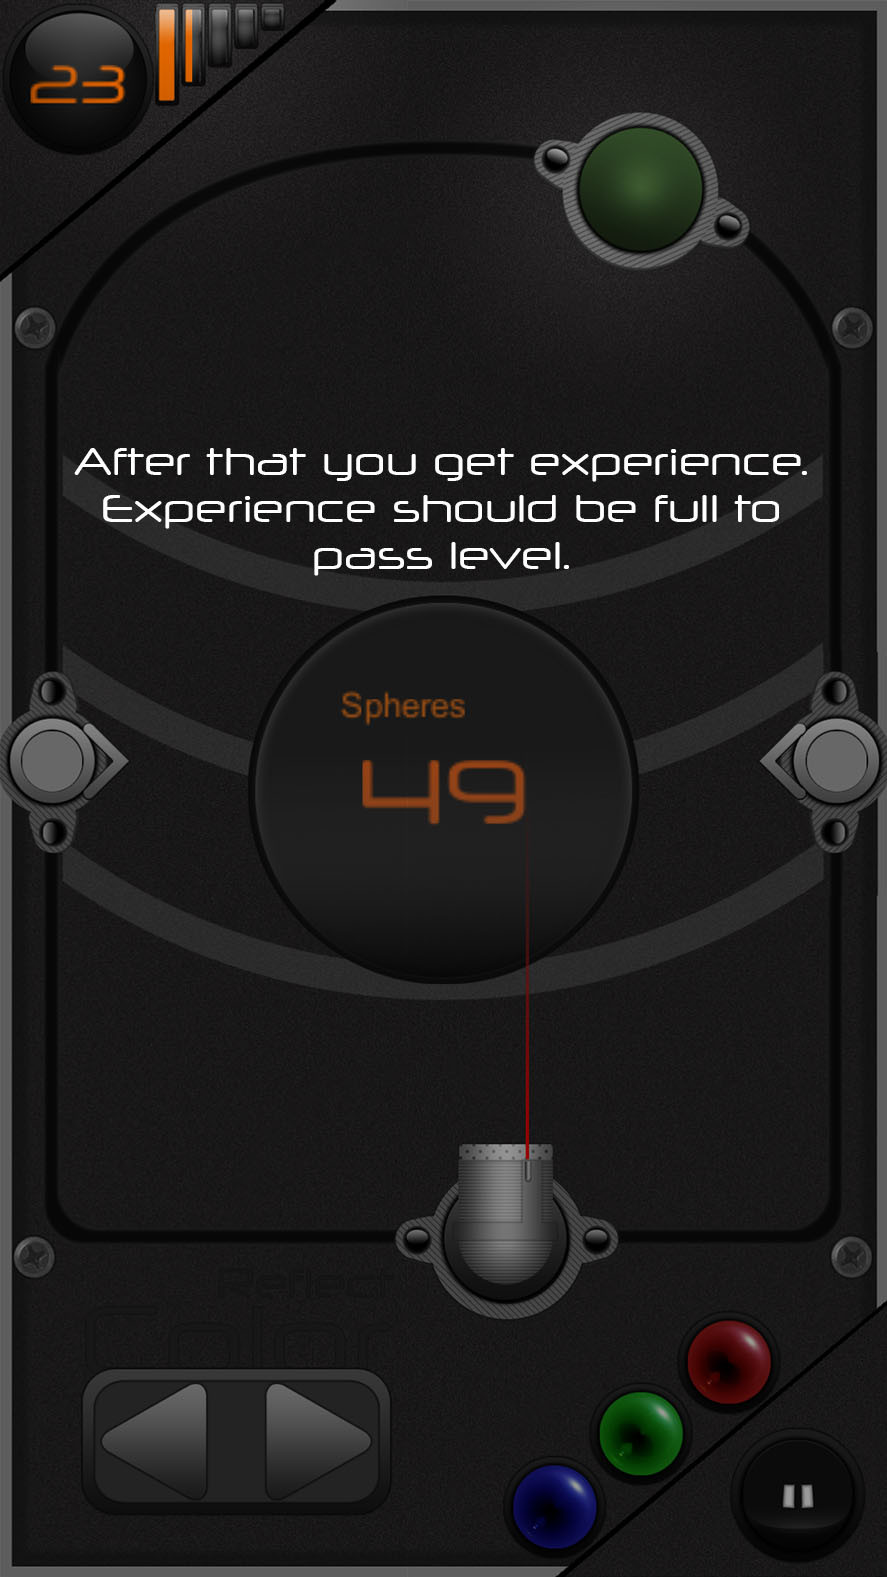 23
After that you get experience.
Experience should be full to
pass level.
Spheres
49
Reflect
Color